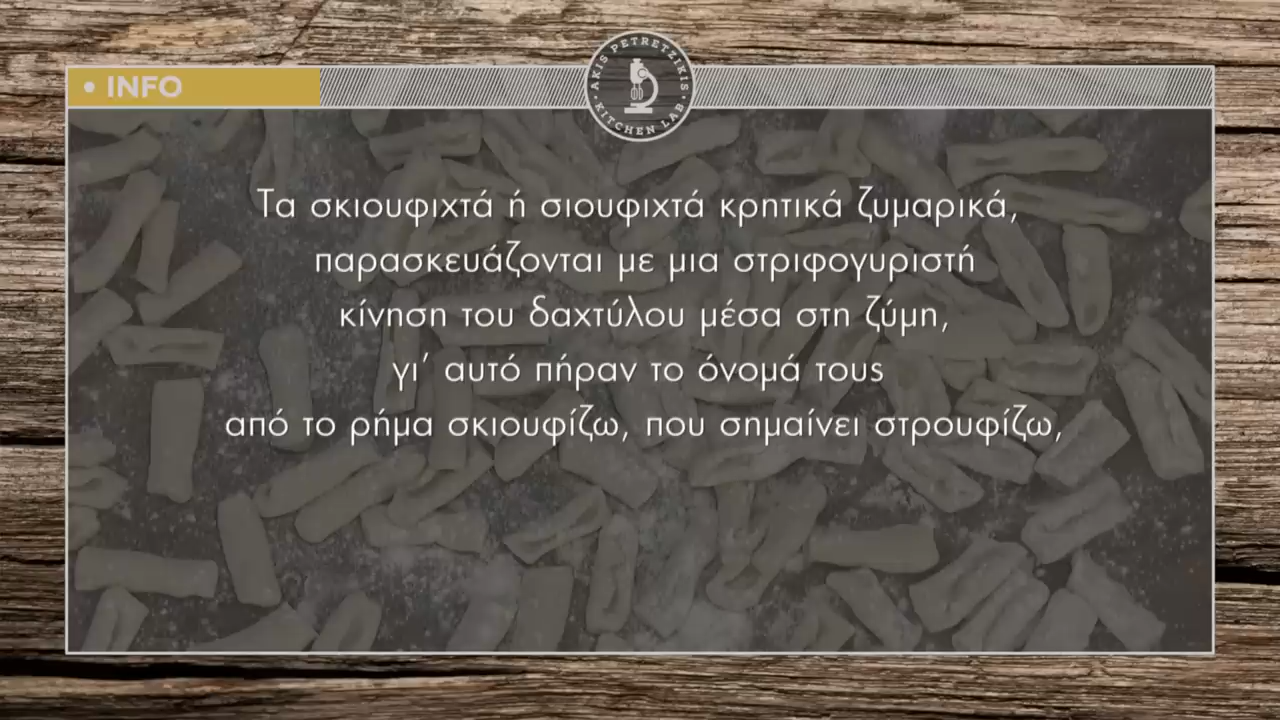 • INFO
AKIS PETRETZIKIS
• KITCHEN LAB •
Τα σκιουφιχτά ή σιουφιχτά κρητικά ζυμαρικά,
παρασκευάζονται με μια στριφογυριστή
κίνηση του δαχτύλου μέσα στη ζύμη,
γι’ αυτό πήραν το όνομά τους
από το ρήμα σκιουφίζω, που σημαίνει στρουφίζω,